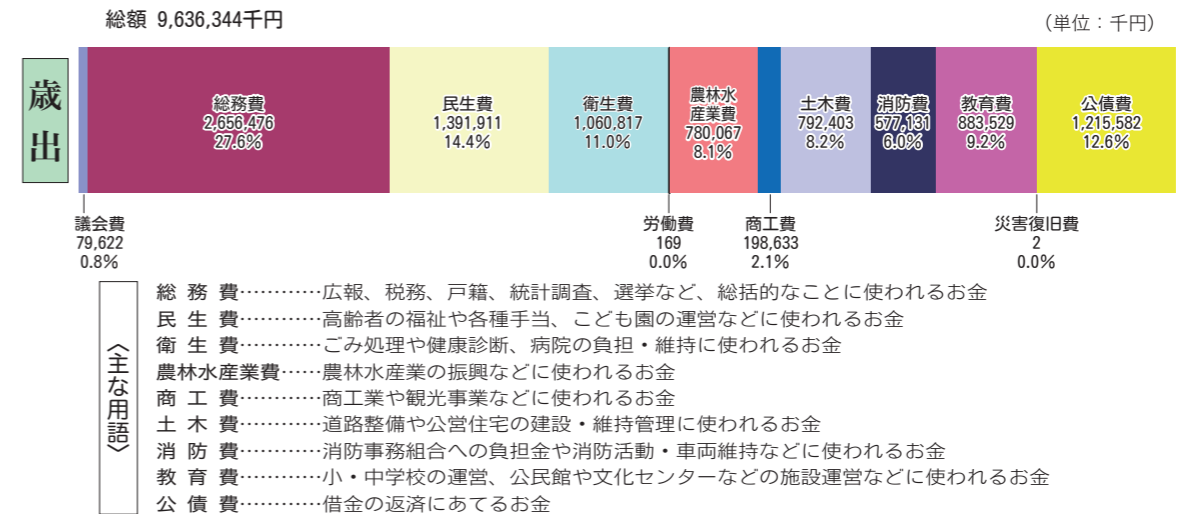 総額 9,636,344千円
（単位：千円）
歳出
総務費
2,656,476
27.6%
民生費
1,391,911
14.4%
衛生費
1,060,817
11.0%
農林水
産業費
780,067
8.1%
土木費
792,403
8.2%
消防費
577,131
6.0%
教育費
883,529
9.2%
公債費
1,215,582
12.6%
議会費
79,622
0.8%
労働費
169
0.0%
商工費
198,633
2.1%
災害復旧費
2
0.0%
〈主な用語〉
総務費…………広報、税務、戸籍、統計調査、選挙など、総括的なことに使われるお金
民生費…………高齢者の福祉や各種手当、こども園の運営などに使われるお金
衛生費…………ごみ処理や健康診断、病院の負担・維持に使われるお金
農林水産業費……農林水産業の振興などに使われるお金
商工費…………商工業や観光事業などに使われるお金
土木費…………道路整備や公営住宅の建設・維持管理に使われるお金
消防費…………消防事務組合への負担金や消防活動・車両維持などに使われるお金
教育費…………小・中学校の運営、公民館や文化センターなどの施設運営などに使われるお金
公債費…………借金の返済にあてるお金